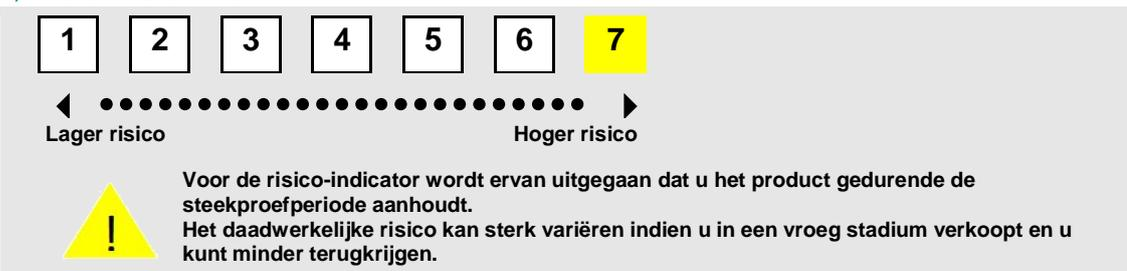 1 2 3 4 5 6 7
Lager risico Hoger risico
Voor de risico-indicator wordt ervan uitgegaan dat u het product gedurende de
steekproefperiode aanhoudt.
Het daadwerkelijke risico kan sterk variëren indien u in een vroeg stadium verkoopt en u
kunt minder terugkrijgen.
!